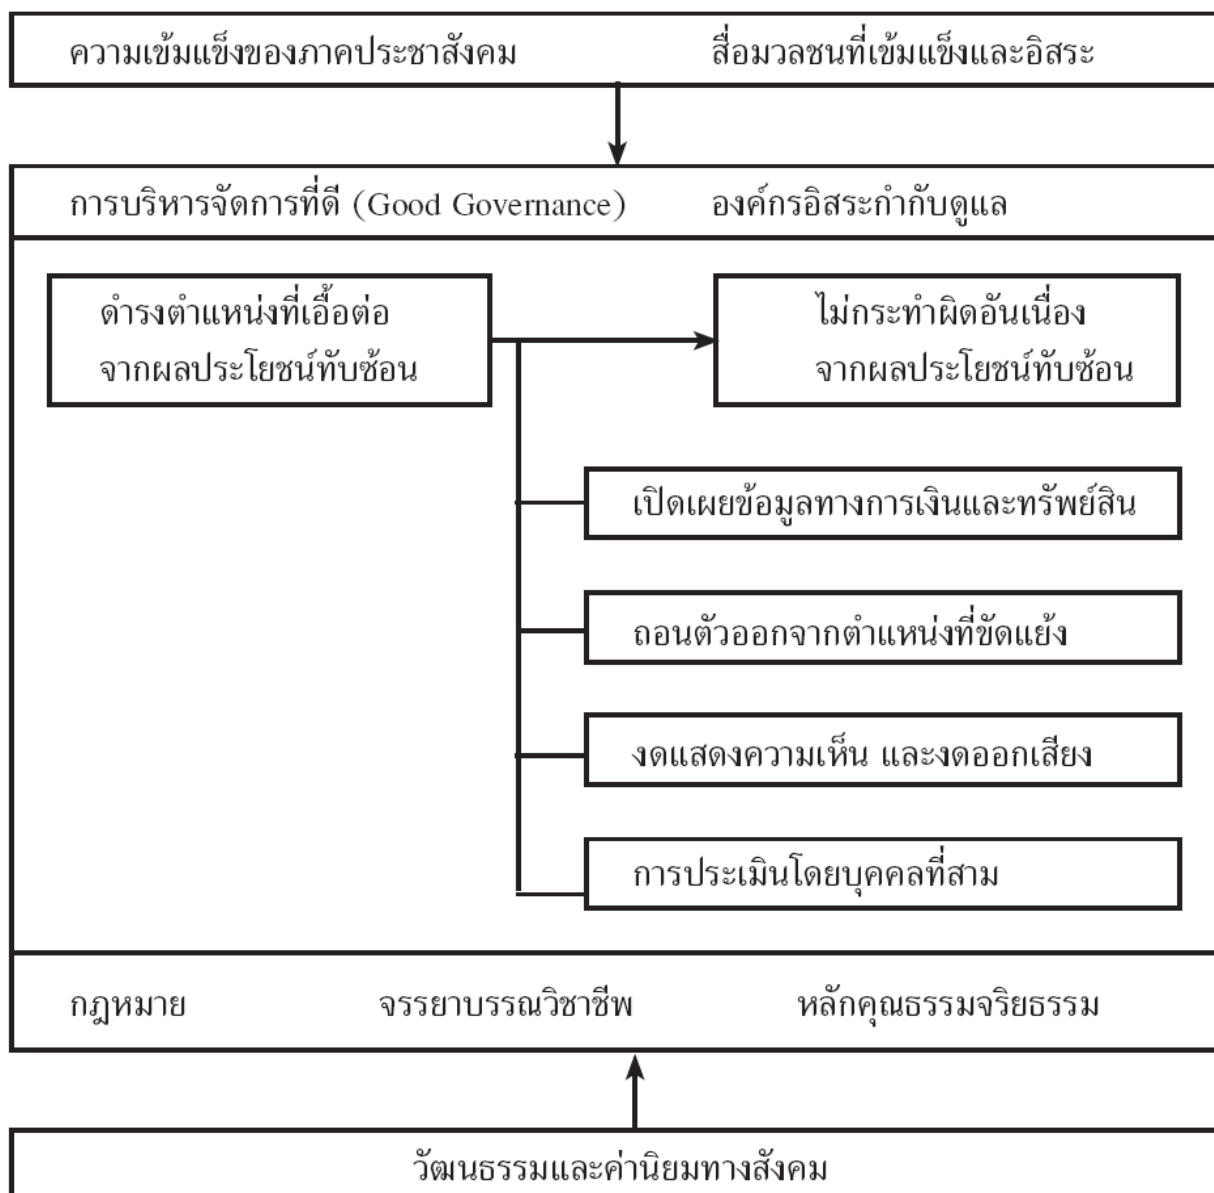 ความเข้มแข็งของภาคประชาสังคม สื่อมวลชนที่เข้มแข็งและอิสระ
การบริหารจัดการที่ดี (Good Governance) องค์กรอิสระกำกับดูแล
ดำรงตำแหน่งที่เอื้อต่อ
จากผลประโยชน์ทับซ้อน
ไม่กระทำผิดอันเนื่อง
จากผลประโยชน์ทับซ้อน
เปิดเผยข้อมูลทางการเงินและทรัพย์สิน
ถอนตัวออกจากตำแหน่งที่ขัดแย้ง
งดแสดงความเห็น และงดออกเสียง
การประเมินโดยบุคคลที่สาม
กฎหมาย จรรยาบรรณวิชาชีพ หลักคุณธรรมจริยธรรม
วัฒนธรรมและค่านิยมทางสังคม